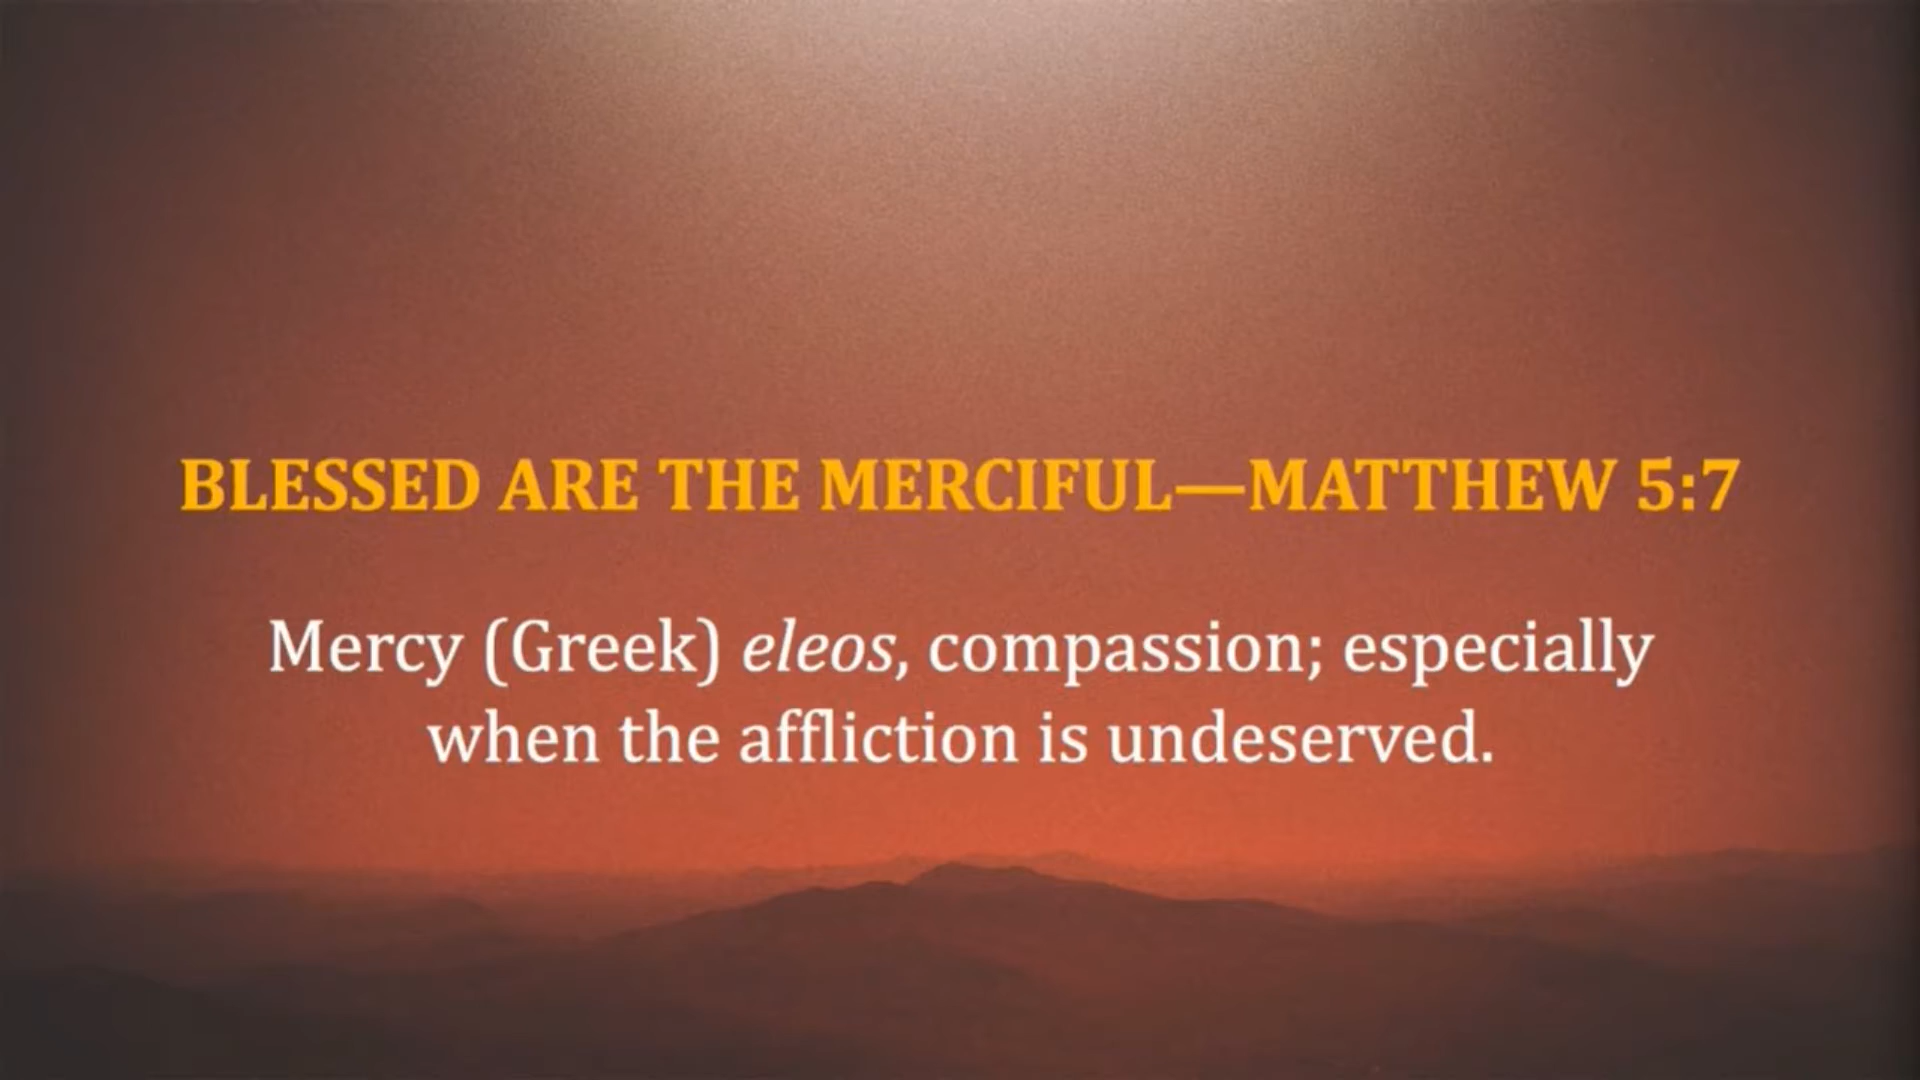 BLESSED ARE THE MERCIFUL—MATTHEW 5:7
Mercy (Greek) eleos, compassion; especially
when the affliction is undeserved.